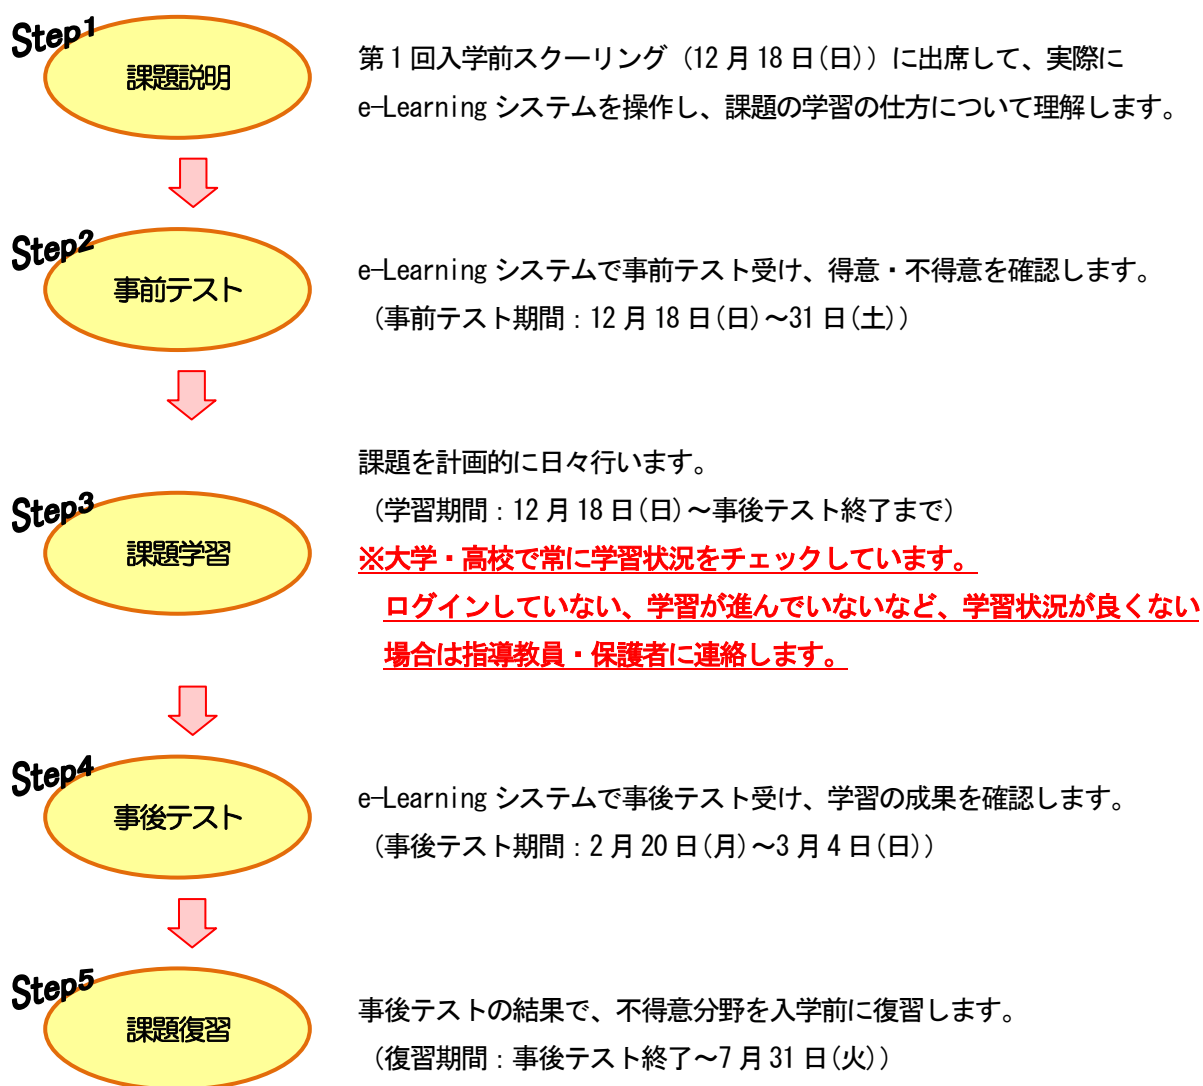 Step1
課題説明
第1回入学前スクーリング（12月18日(日)）に出席して、実際に
e-Learningシステムを操作し、課題の学習の仕方について理解します。
Step2
事前テスト
e-Learningシステムで事前テスト受け、得意・不得意を確認します。
（事前テスト期間：12月18日(日)～31日(土)）
課題を計画的に日々行います。
（学習期間：12月18日(日)～事後テスト終了まで）
Step3
課題学習
※大学・高校で常に学習状況をチェックしています。
ログインしていない、学習が進んでいないなど、学習状況が良くない
場合は指導教員・保護者に連絡します。
Step4
事後テスト
e-Learningシステムで事後テスト受け、学習の成果を確認します。
（事後テスト期間：2月20日(月)～3月4日(日)）
Step5
課題復習
事後テストの結果で、不得意分野を入学前に復習します。
（復習期間：事後テスト終了～7月31日(火)）